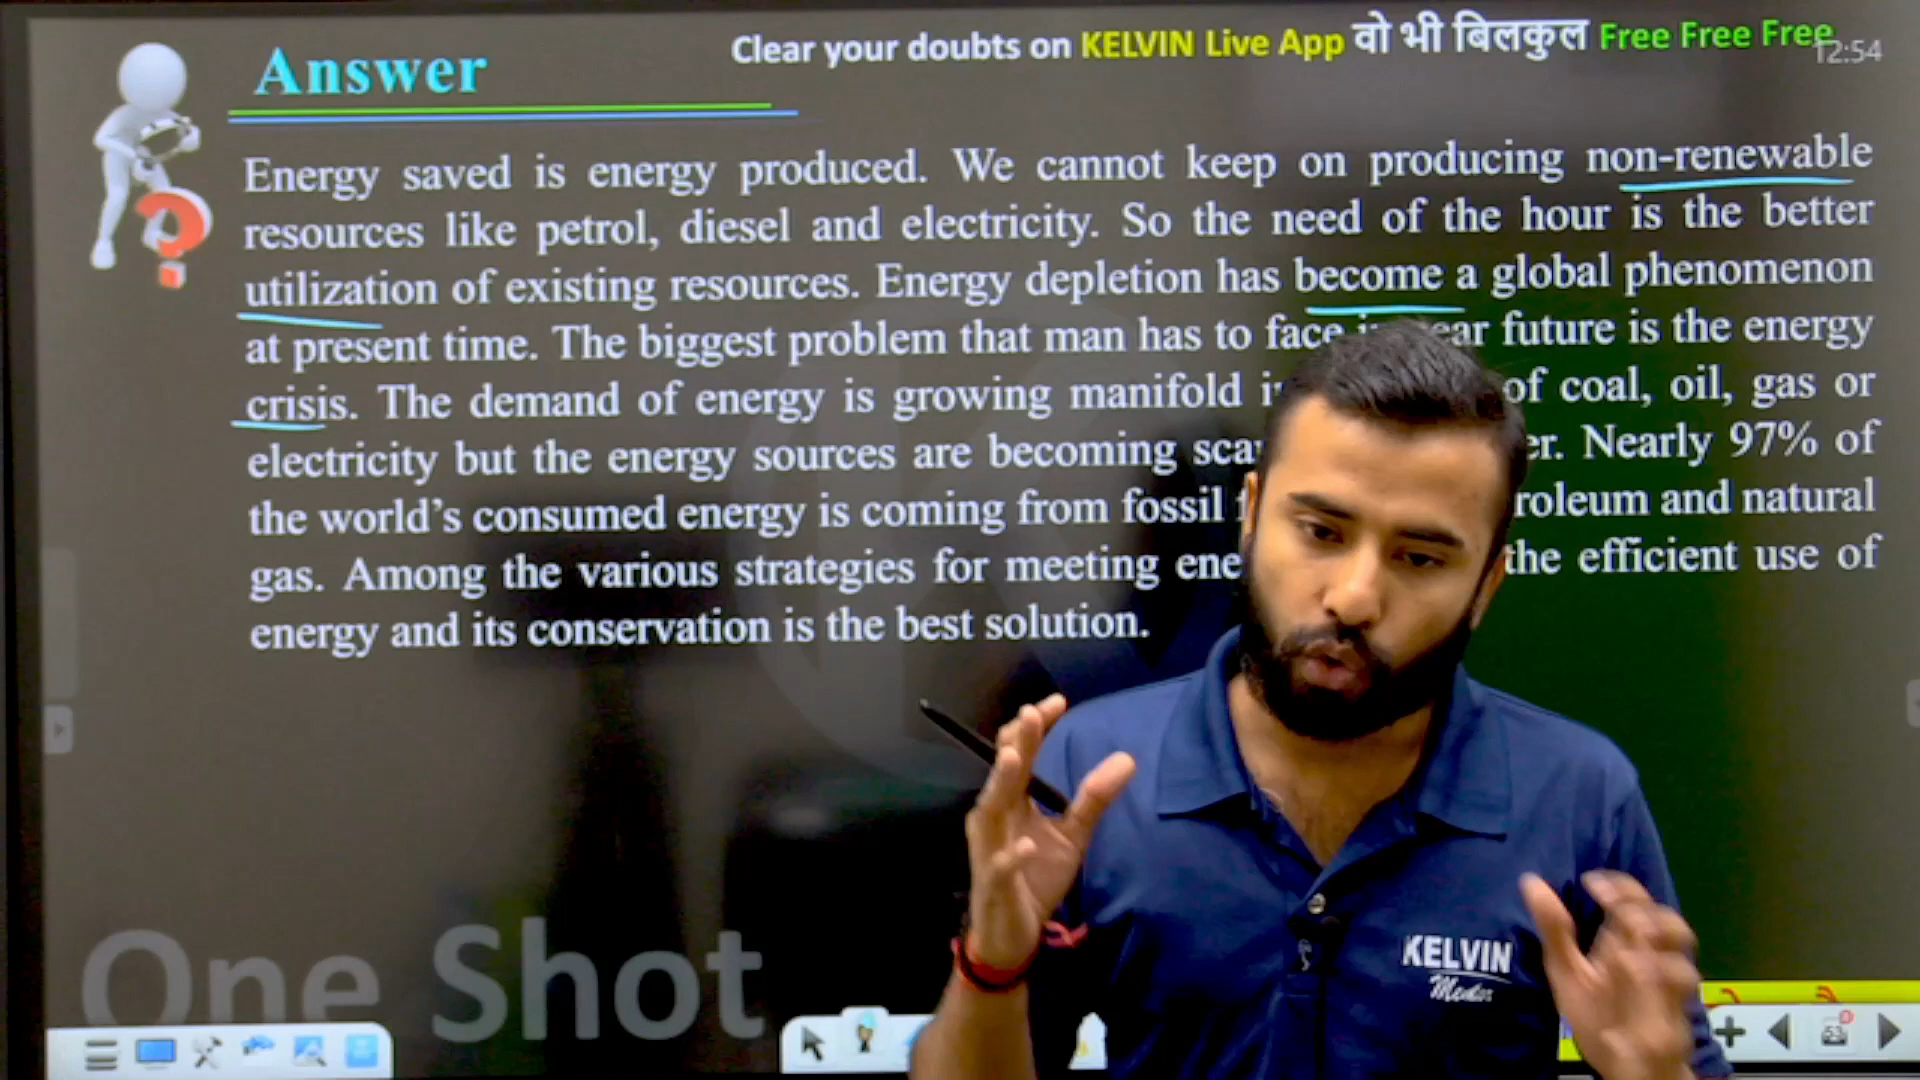 Answer
Clear your doubts on KELVIN Live App वो भी बिलकुल Free Free Free
12:54
Energy saved is energy produced. We cannot keep on producing non-renewable
resources like petrol, diesel and electricity. So the need of the hour is the better
utilization of existing resources. Energy depletion has become a global phenomenon
at present time. The biggest problem that man has to face future is the energy
crisis. The demand of energy is growing manifold of coal, oil, gas or
electricity but the energy sources are becoming Nearly 97% of
the world's consumed energy is coming from fossil and natural
gas. Among the various strategies for meeting the efficient use of
energy and its conservation is the best solution.
One Shot
KELVIN
Mentor
53